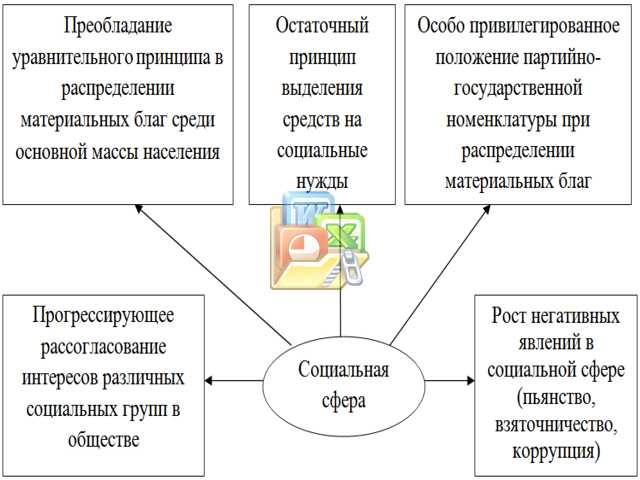 Преобладание
уравнительного принципа в
распределении
материальных благ среди
основной массы населения
Остаточный
принцип
выделения
средств на
социальные
нужды
Особо привилегированное
положение партийно-
государственной
номенклатуры при
распределении
материальных благ
Прогрессирующее
рассогласование
интересов различных
социальных групп в
обществе
Социальная
сфера
Рост негативных
явлений в
социальной сфере
(пьянство,
взяточничество,
коррупция)